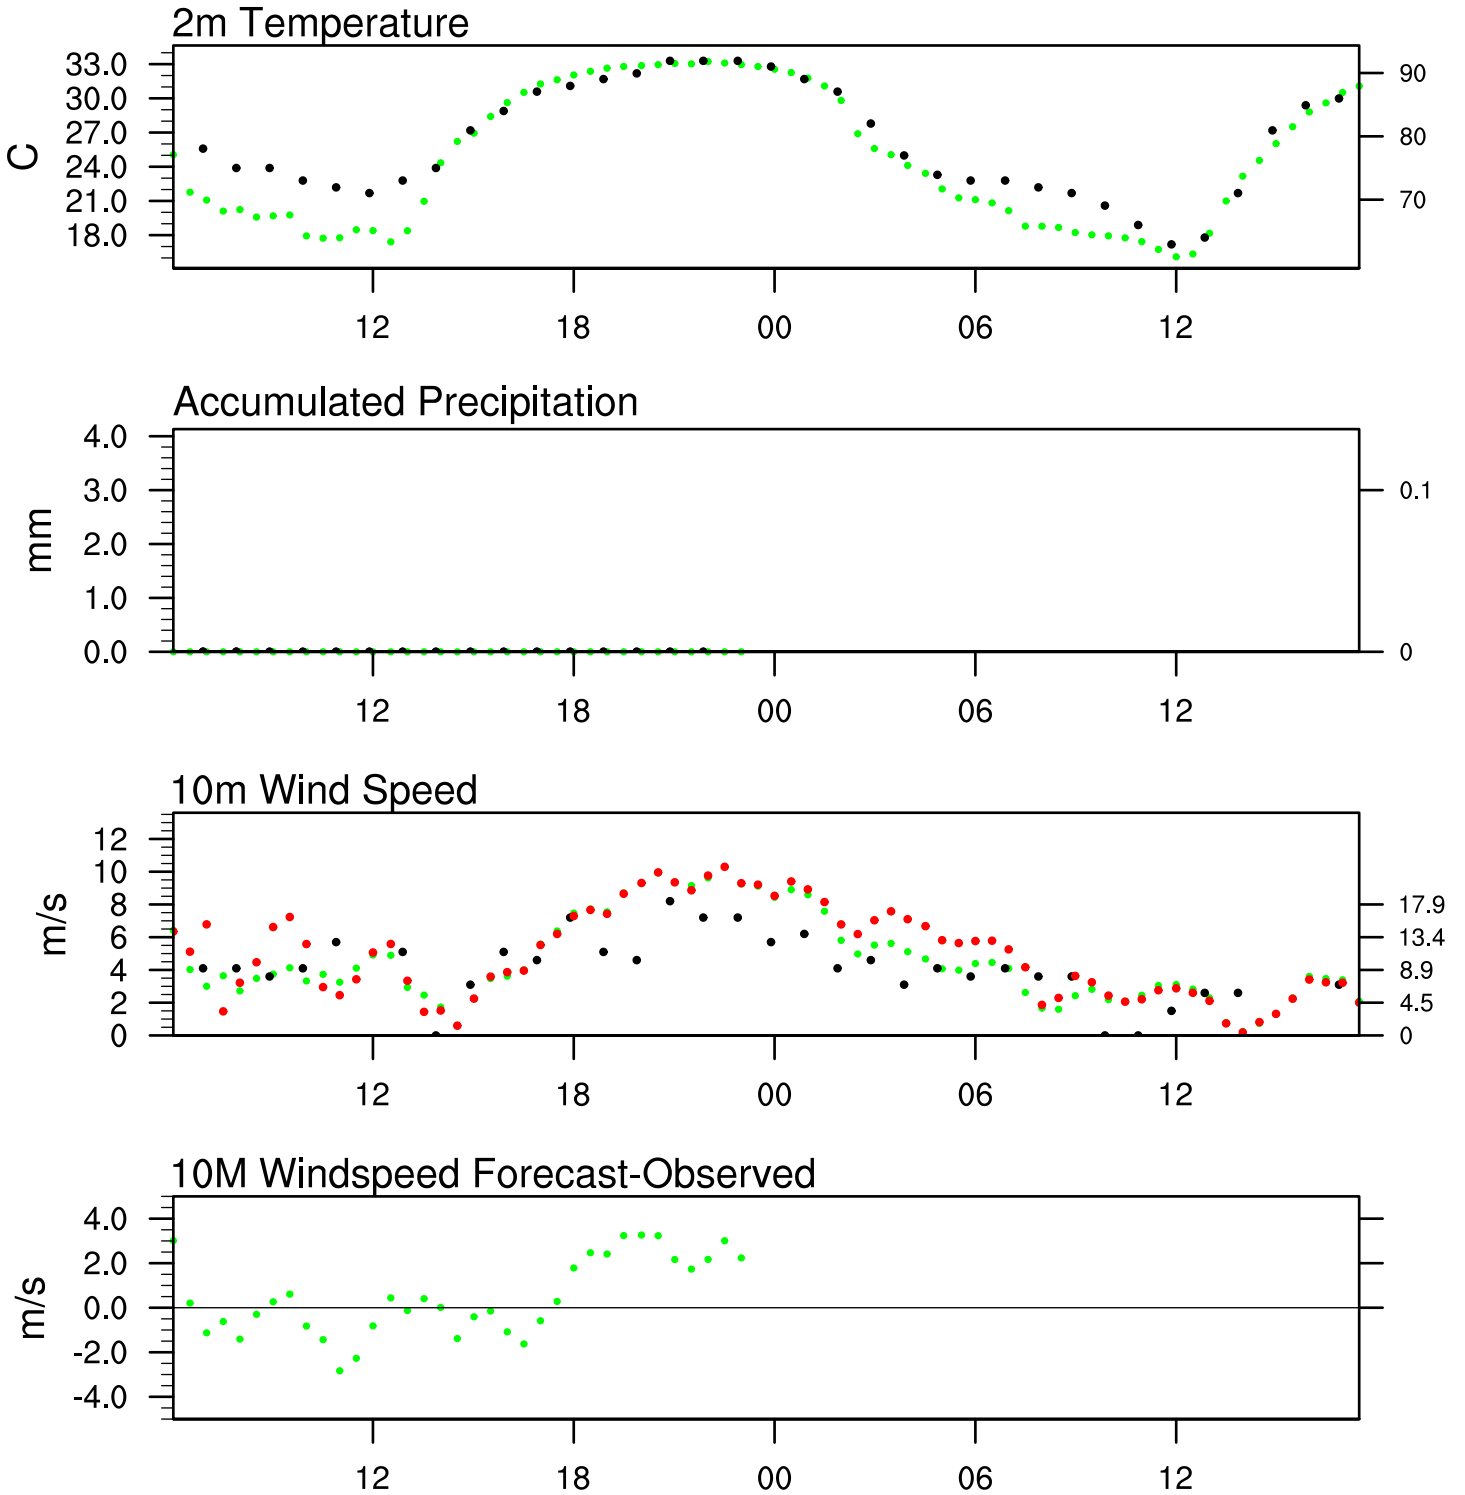 2m Temperature
33.0
30.0
27.0
24.0
21.0
18.0
C
90
80
70
12 18 00 06 12
Accumulated Precipitation
4.0
3.0
2.0
1.0
0.0
mm
0.1
0
12 18 00 06 12
10m Wind Speed
12
10
8
6
4
2
0
m/s
17.9
13.4
8.9
4.5
0
12 18 00 06 12
10M Windspeed Forecast-Observed
4.0
2.0
0.0
-2.0
-4.0
m/s
12 18 00 06 12